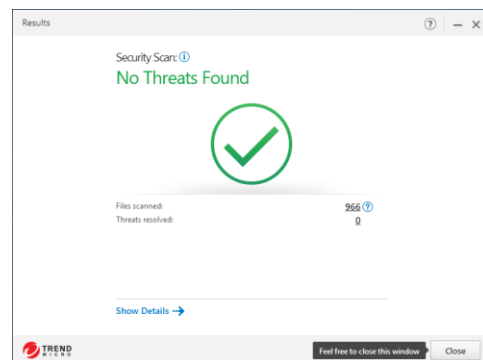 Results
Security Scan:
No Threats Found
Files scanned: 966
Threats resolved: 0
Show Details
TREND MICRO
Feel free to close this window
Close